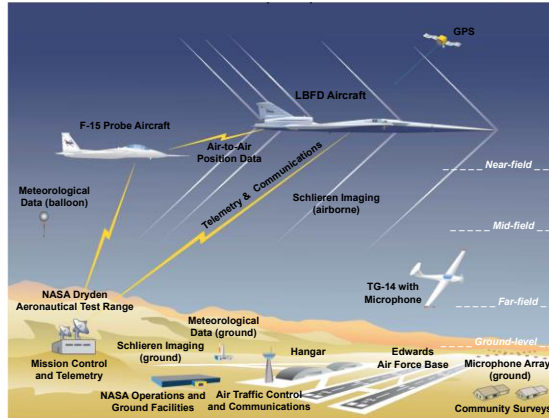 GPS
LBFD Aircraft
F-15 Probe Aircraft
Air-to-Air
Position Data
Near-field
Telemetry & Communications
Schlieren Imaging
(airborne)
Meteorological
Data (balloon)
Mid-field
TG-14 with
Microphone
NASA Dryden
Aeronautical Test Range
Far-field
Meteorological
Data (ground)
Ground-level
Schlieren Imaging
(ground)
Hangar
Edwards
Air Force Base
Microphone Array
(ground)
Mission Control
and Telemetry
NASA Operations and
Ground Facilities
Air Traffic Control
and Communications
Community Surveys